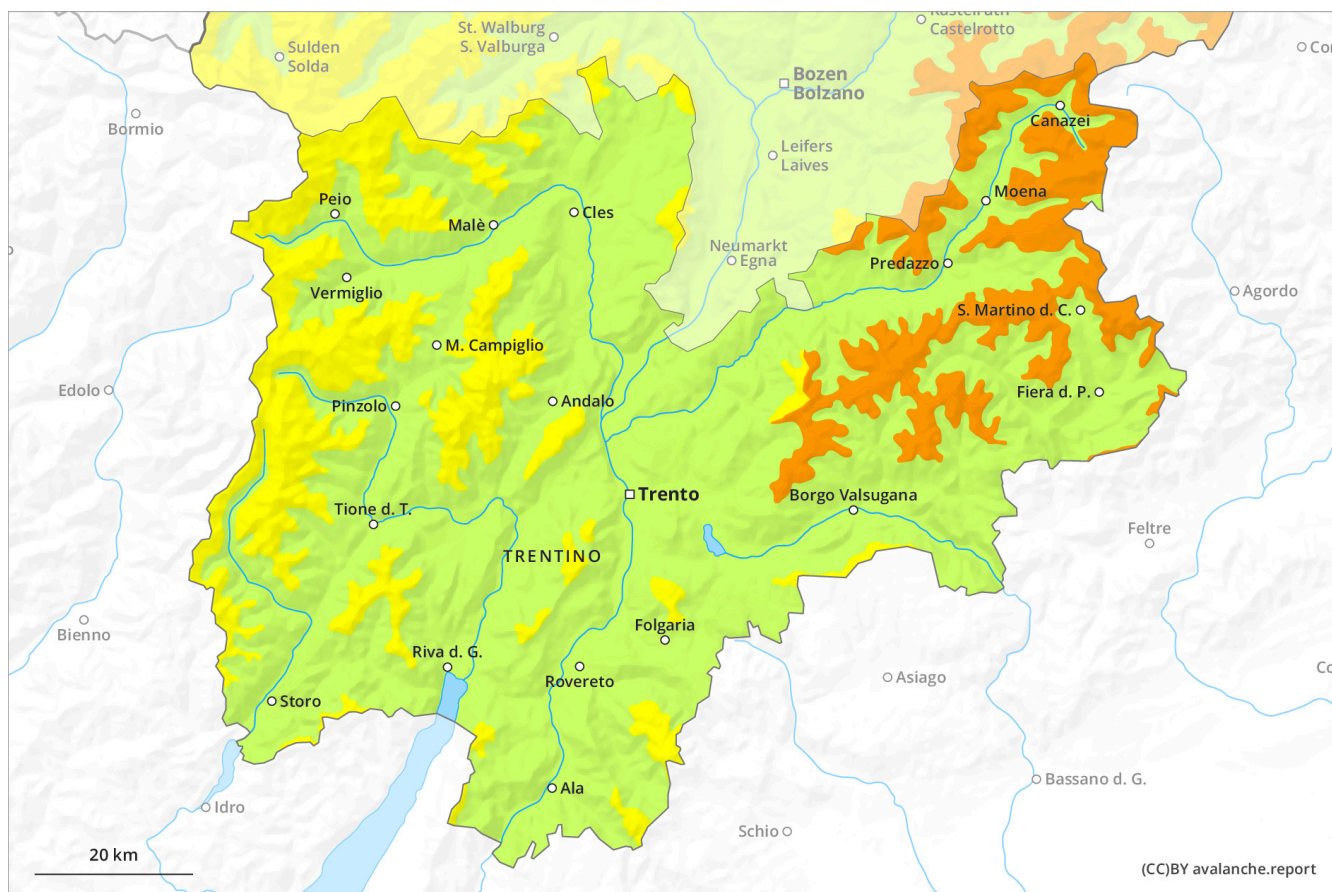 St. Walburg
S. Valburga
Castelrotto
Sulden
Solda
Bozen
Bolzano
Bormio
Canazei
Leifers
Laives
Peio
Malè
Cles
Moena
Neumarkt
Egna
Predazzo
Vermiglio
Agordo
S. Martino d. C.
M. Campiglio
Edolo
Pinzolo
Andalo
Fiera d. P.
Trento
Borgo Valsugana
Tione d. T.
Feltre
TRENTINO
Bienno
Folgaria
Riva d. G.
Rovereto
Asiago
Storo
Bassano d. G.
Ala
Idro
Schio
20 km
(CC)BY avalanche.report